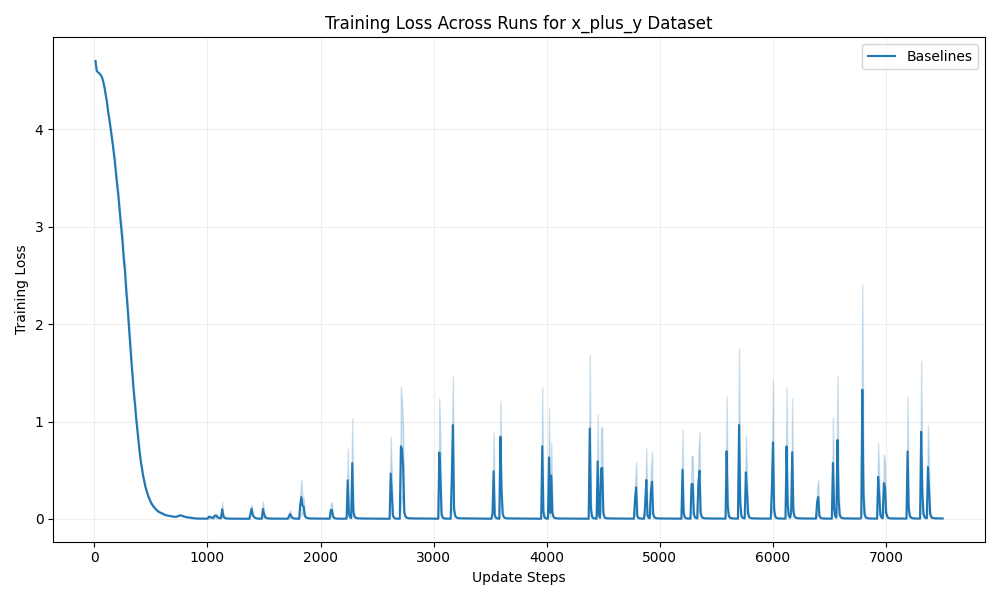 Training Loss Across Runs for x_plus_y Dataset
Baselines
Training Loss
4
3
2
1
0
0 1000 2000 3000 4000 5000 6000 7000
Update Steps